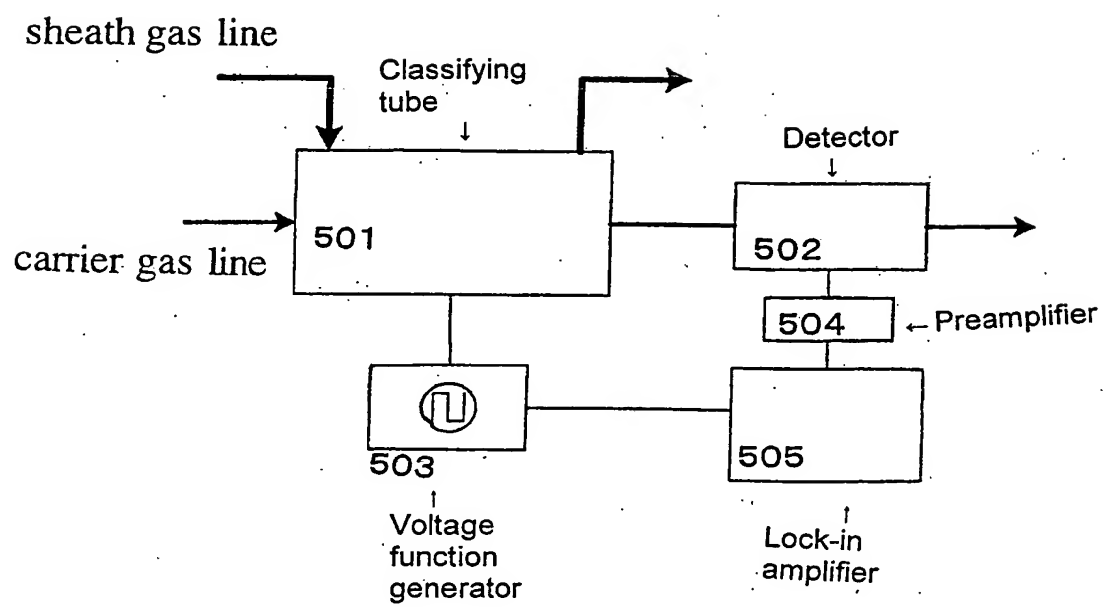 sheath gas line
Classifying
tube
↓
Detector
↓
501
502
carrier gas line
504
← Preamplifier
503
505
↑
Voltage
function
generator
↑
Lock-in
amplifier